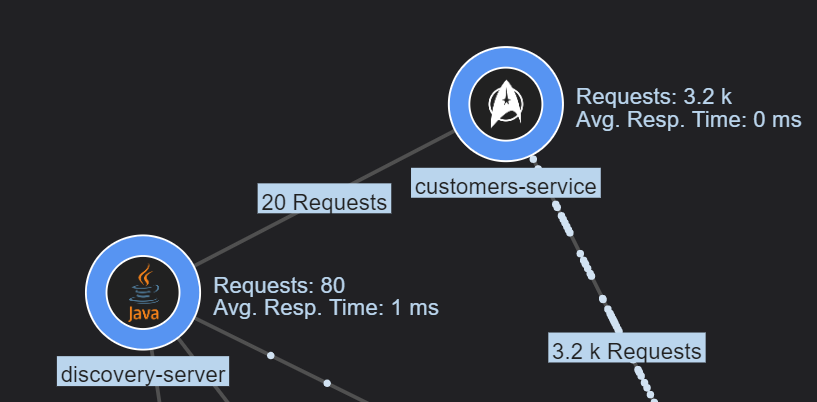 Requests: 3.2 k
Avg. Resp. Time: 0 ms
customers-service
20 Requests
Requests: 80
Avg. Resp. Time: 1 ms
Java
3.2 k Requests
discovery-server